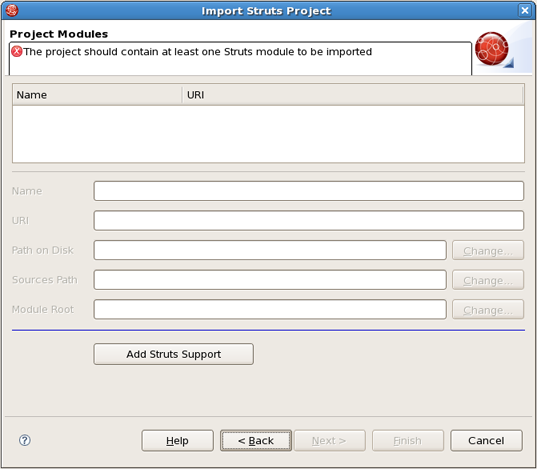 Import Struts Project
Project Modules
The project should contain at least one Struts module to be imported
Name URI
Name
URI
Path on Disk Change...
Sources Path Change...
Module Root Change...
Add Struts Support
? Help < Back Next > Finish Cancel